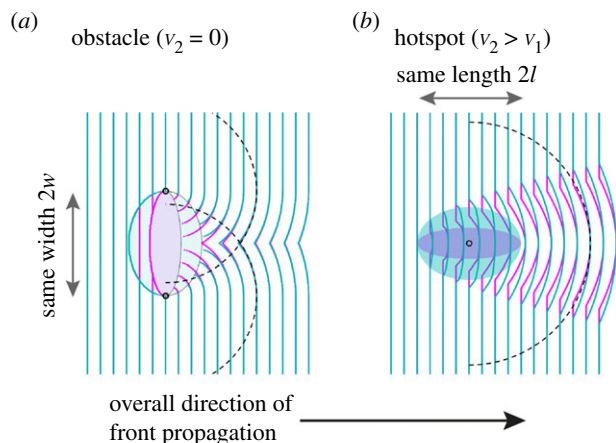 (a)
obstacle (v2 = 0)
same width 2w
(b)
hotspot (v2 > v1)
same length 2l
overall direction of
front propagation